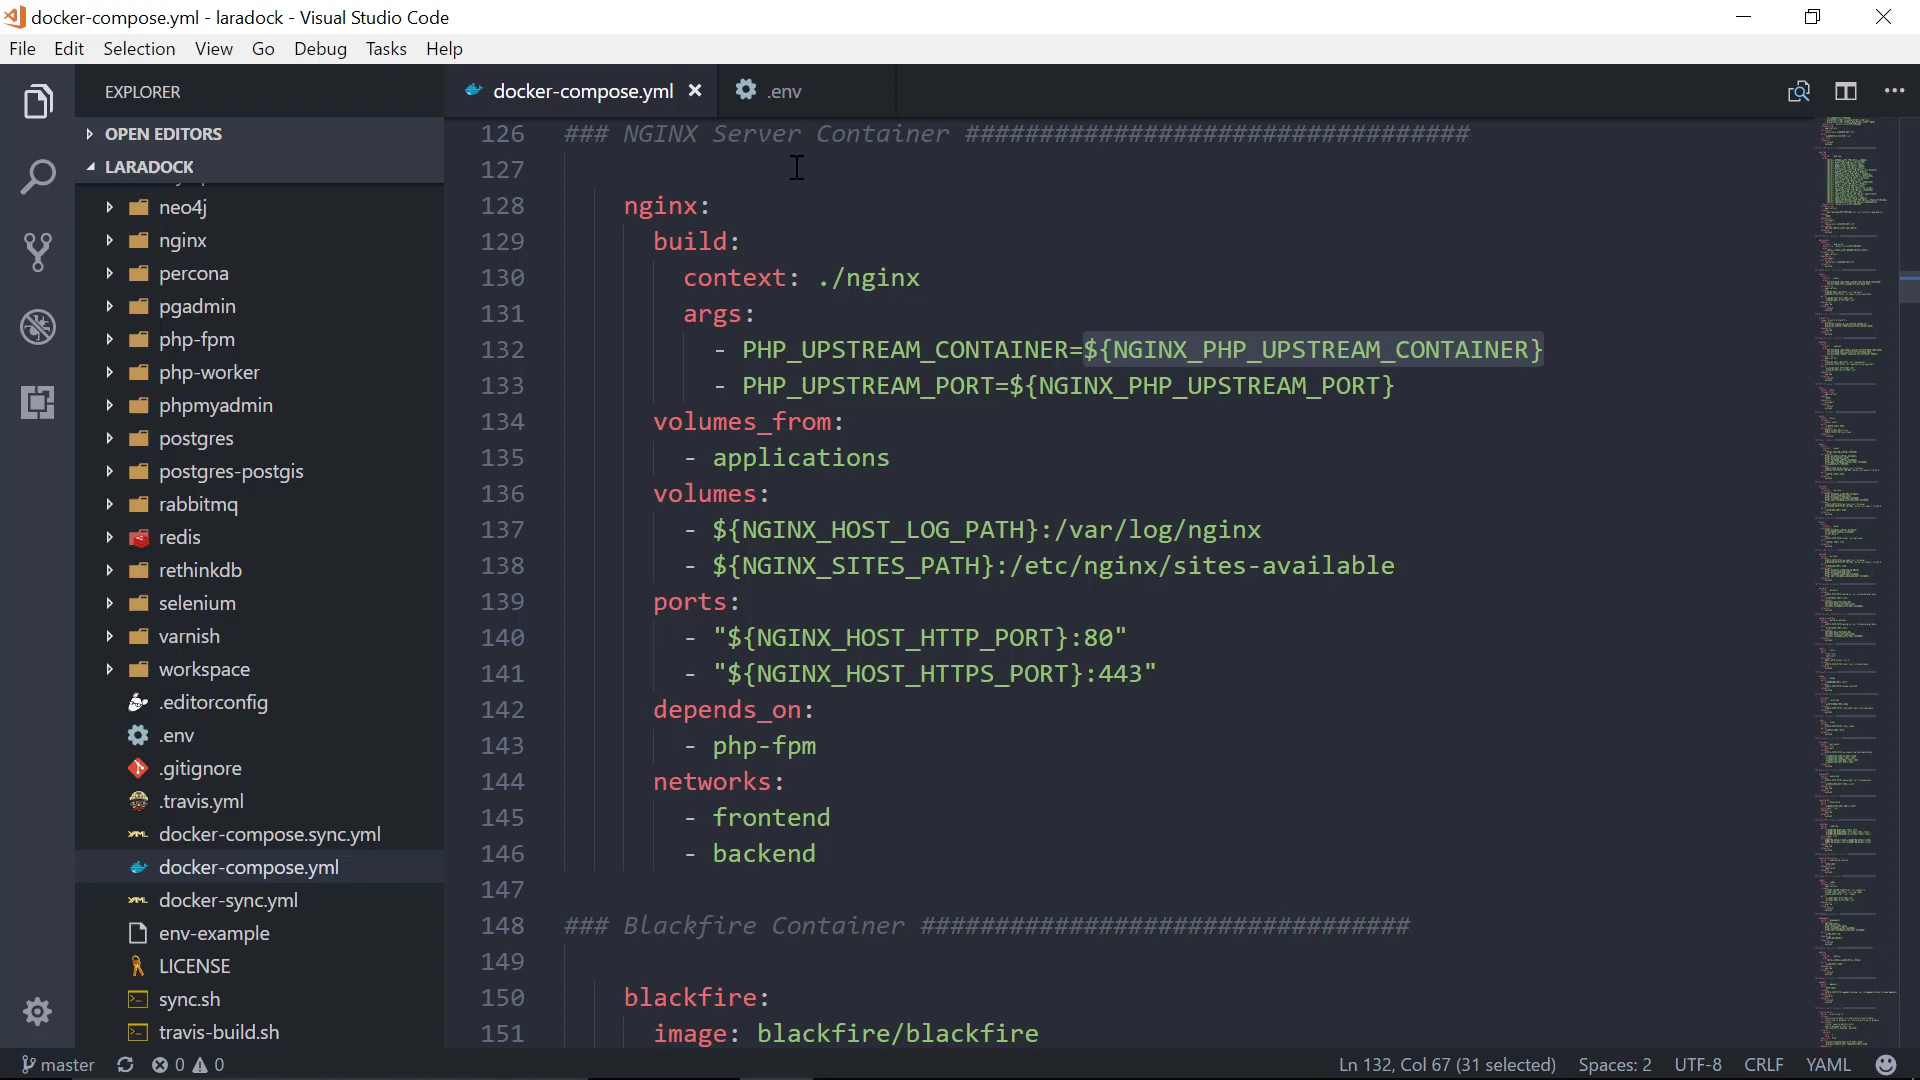 docker-compose.yml - laradock - Visual Studio Code
File Edit Selection View Go Debug Tasks Help
EXPLORER
OPEN EDITORS
LARADOCK
neo4j
nginx
percona
pgadmin
php-fpm
php-worker
phpmyadmin
postgres
postgres-postgis
rabbitmq
redis
rethinkdb
selenium
varnish
workspace
.editorconfig
.env
.gitignore
.travis.yml
docker-compose.sync.yml
docker-compose.yml
docker-sync.yml
env-example
LICENSE
sync.sh
travis-build.sh
docker-compose.yml .env
126 ### NGINX Server Container ##################################
127
128 nginx:
129 build:
130 context: ./nginx
131 args:
132 - PHP_UPSTREAM_CONTAINER=${NGINX_PHP_UPSTREAM_CONTAINER}
133 - PHP_UPSTREAM_PORT=${NGINX_PHP_UPSTREAM_PORT}
134 volumes_from:
135 - applications
136 volumes:
137 - ${NGINX_HOST_LOG_PATH}:/var/log/nginx
138 - ${NGINX_SITES_PATH}:/etc/nginx/sites-available
139 ports:
140 - "${NGINX_HOST_HTTP_PORT}:80"
141 - "${NGINX_HOST_HTTPS_PORT}:443"
142 depends_on:
143 - php-fpm
144 networks:
145 - frontend
146 - backend
147
148 ### Blackfire Container #################################
149
150 blackfire:
151 image: blackfire/blackfire
master 0 0 Ln 132, Col 67 (31 selected) Spaces: 2 UTF-8 CRLF YAML